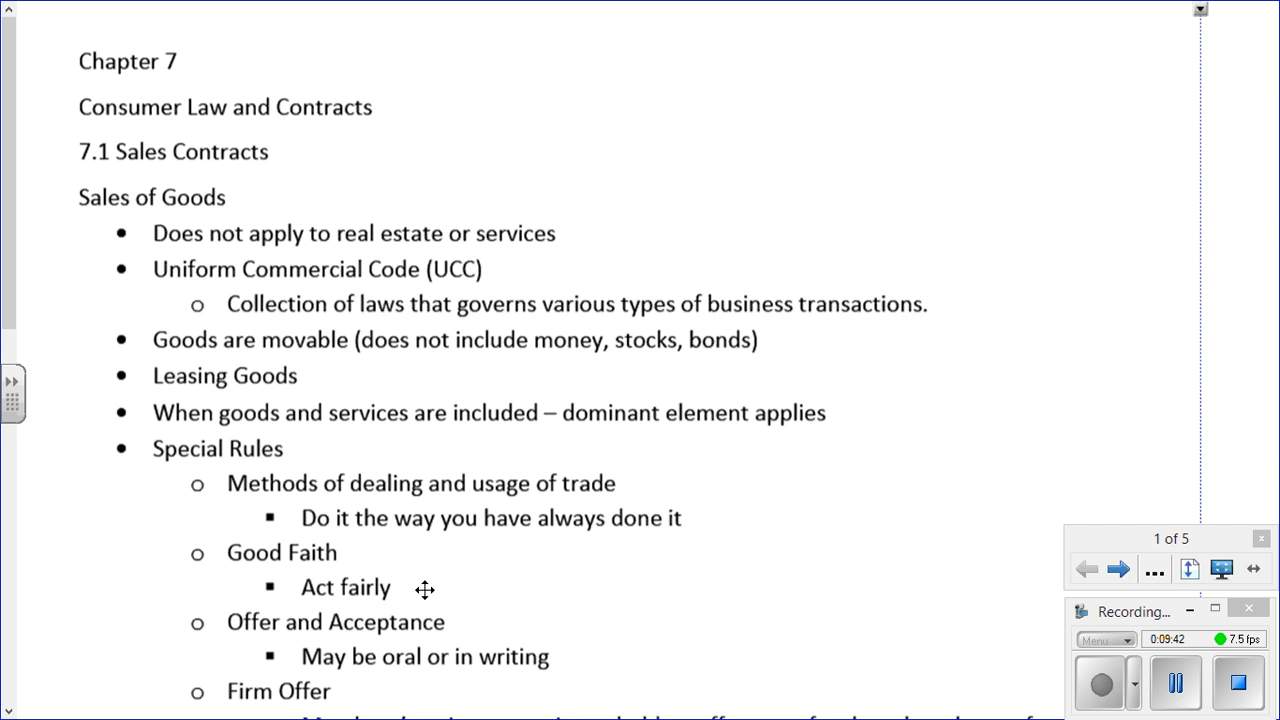 Chapter 7
Consumer Law and Contracts
7.1 Sales Contracts
Sales of Goods
• Does not apply to real estate or services
• Uniform Commercial Code (UCC)
o Collection of laws that governs various types of business transactions.
• Goods are movable (does not include money, stocks, bonds)
• Leasing Goods
• When goods and services are included – dominant element applies
• Special Rules
o Methods of dealing and usage of trade
▪ Do it the way you have always done it
o Good Faith
▪ Act fairly
o Offer and Acceptance
▪ May be oral or in writing
o Firm Offer
1 of 5
Recording...
Menu
0:09:42
7.5 fps